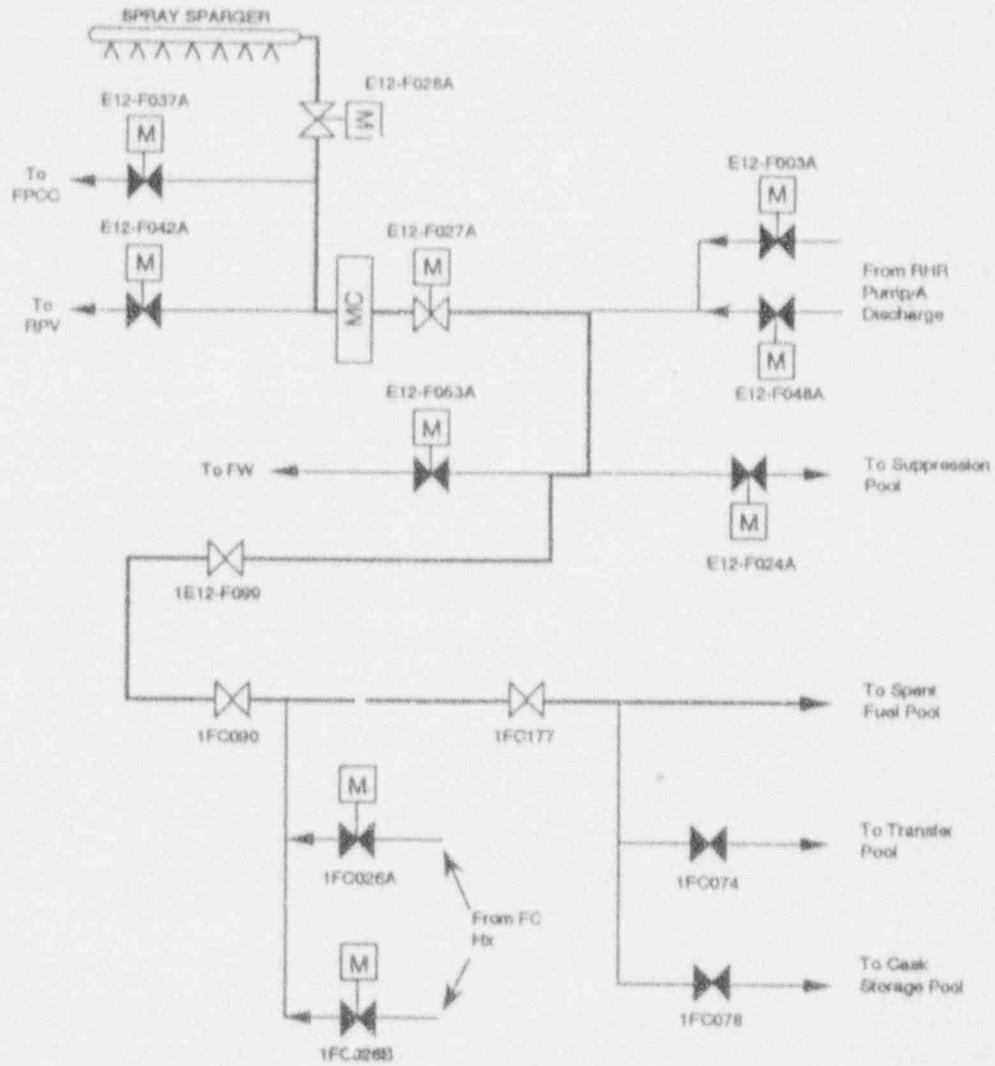 SPRAY SPARGER
E12-F028A
M
E12-F037A
M
To
FPCC
E12-F003A
M
E12-F042A
M
To
RPV
E12-F027A
M
MC
From RHR
Pump/A
Discharge
M
E12-F048A
E12-F053A
M
To FW
To Suppression
Pool
M
E12-F024A
1E12-F099
To Spent
Fuel Pool
1FC090
1FC177
M
1FC026A
To Transfer
Pool
1FC074
From FC
Hx
M
1FC026B
To Cask
Storage Pool
1FC078